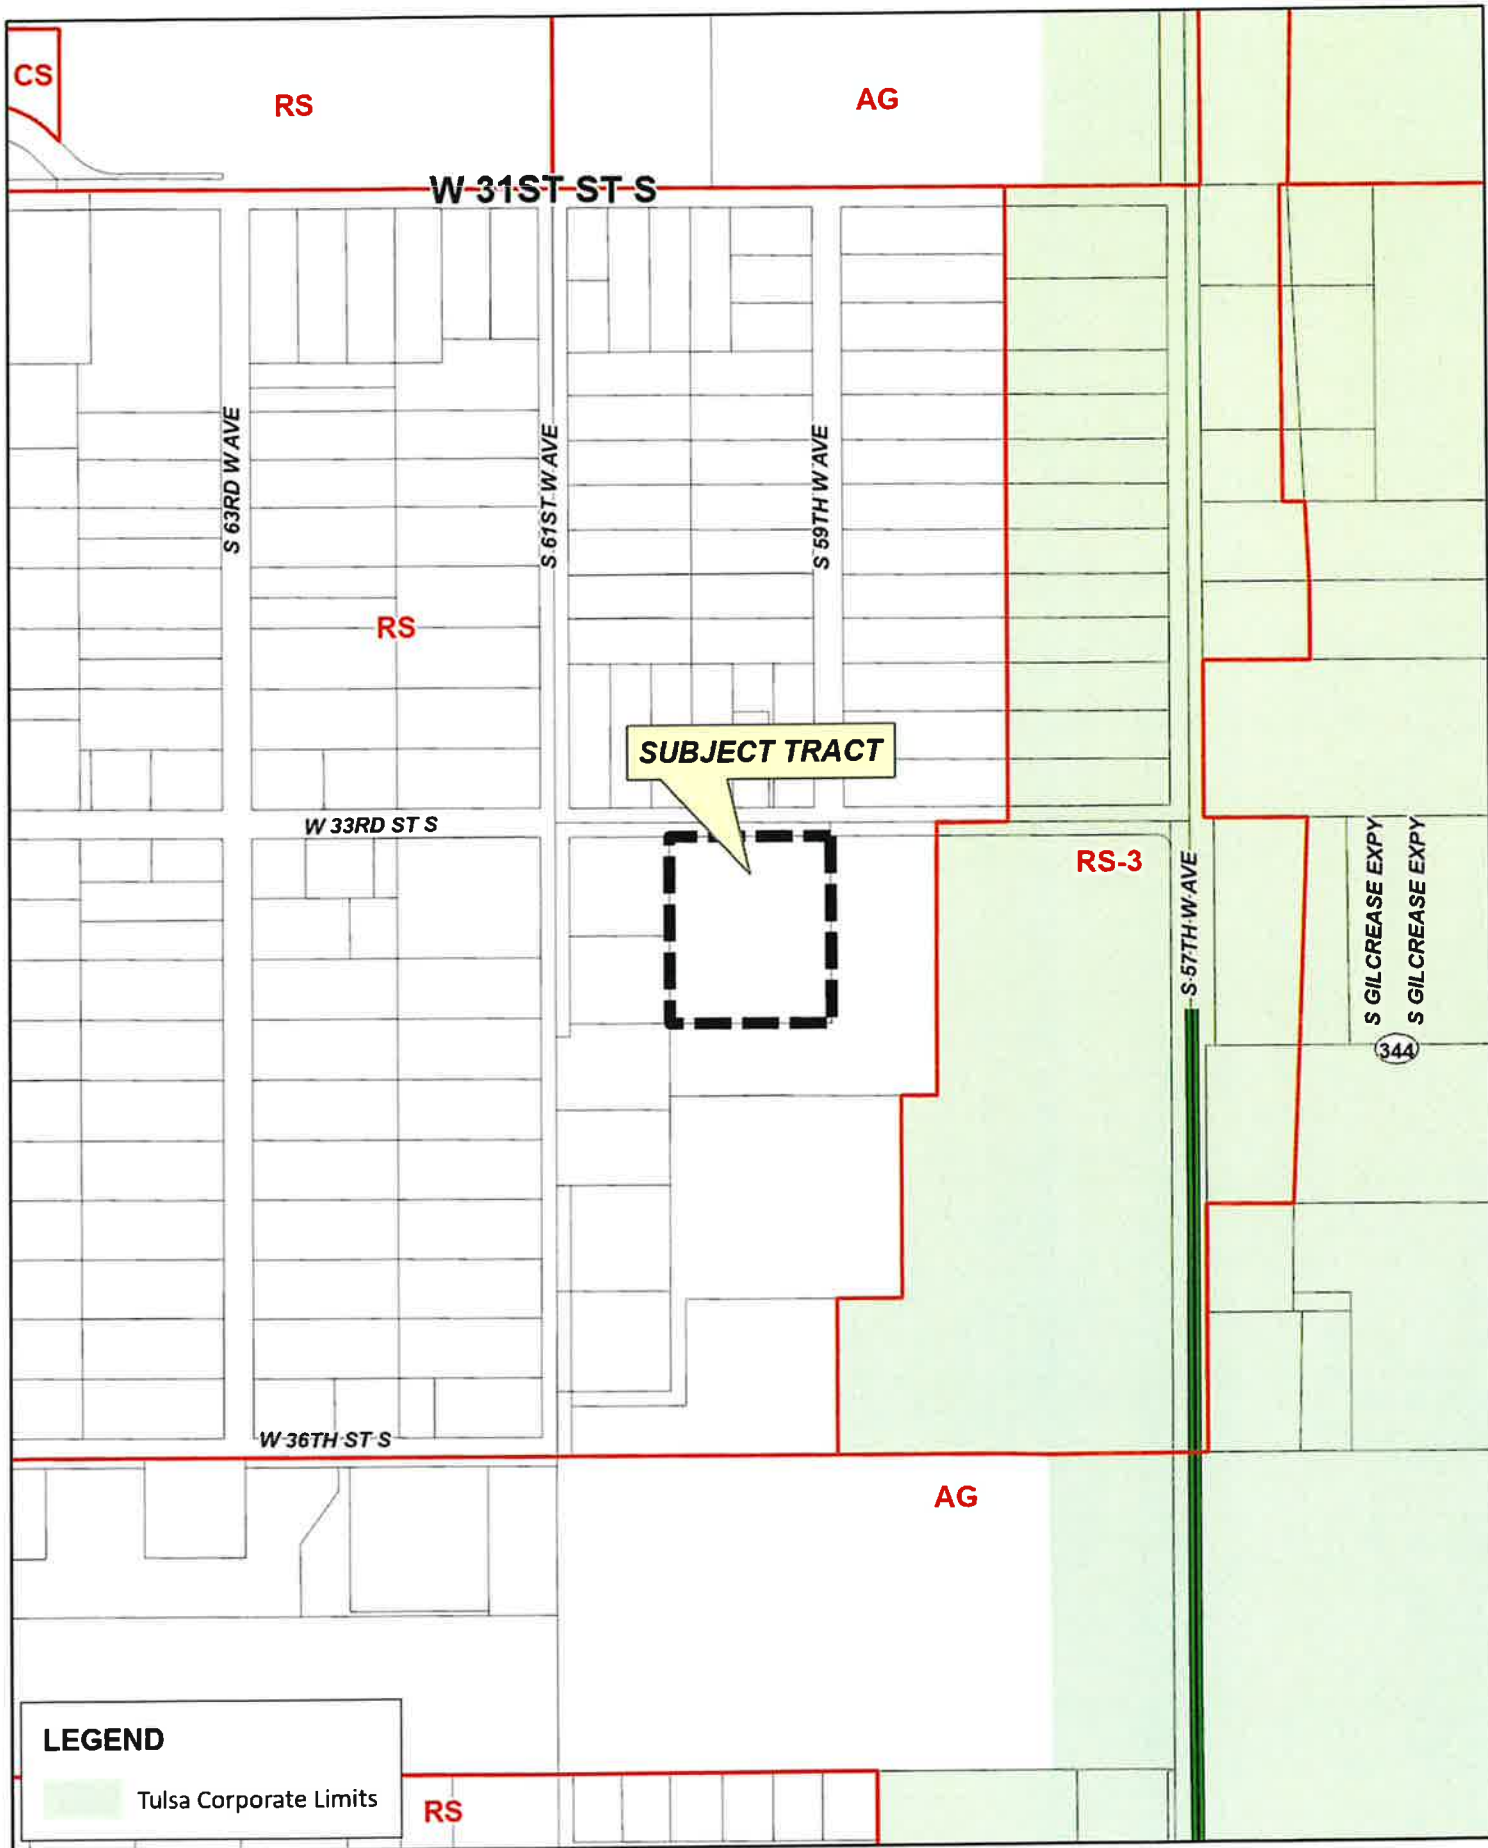 CS
RS
AG
W 31ST ST S
S 63RD W AVE
S 61ST W AVE
S 59TH W AVE
RS
SUBJECT TRACT
W 33RD ST S
RS-3
S 57TH W AVE
S GILCREASE EXPY
S GILCREASE EXPY
344
W 36TH ST S
AG
LEGEND
Tulsa Corporate Limits
RS